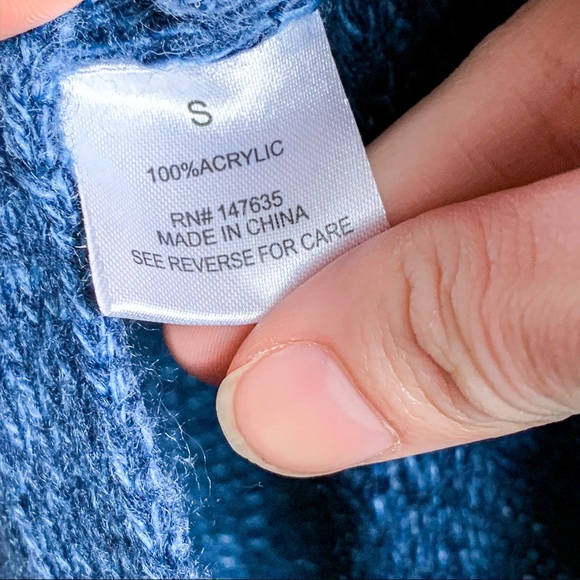 S
100%ACRYLIC
RN# 147635
MADE IN CHINA
SEE REVERSE FOR CARE